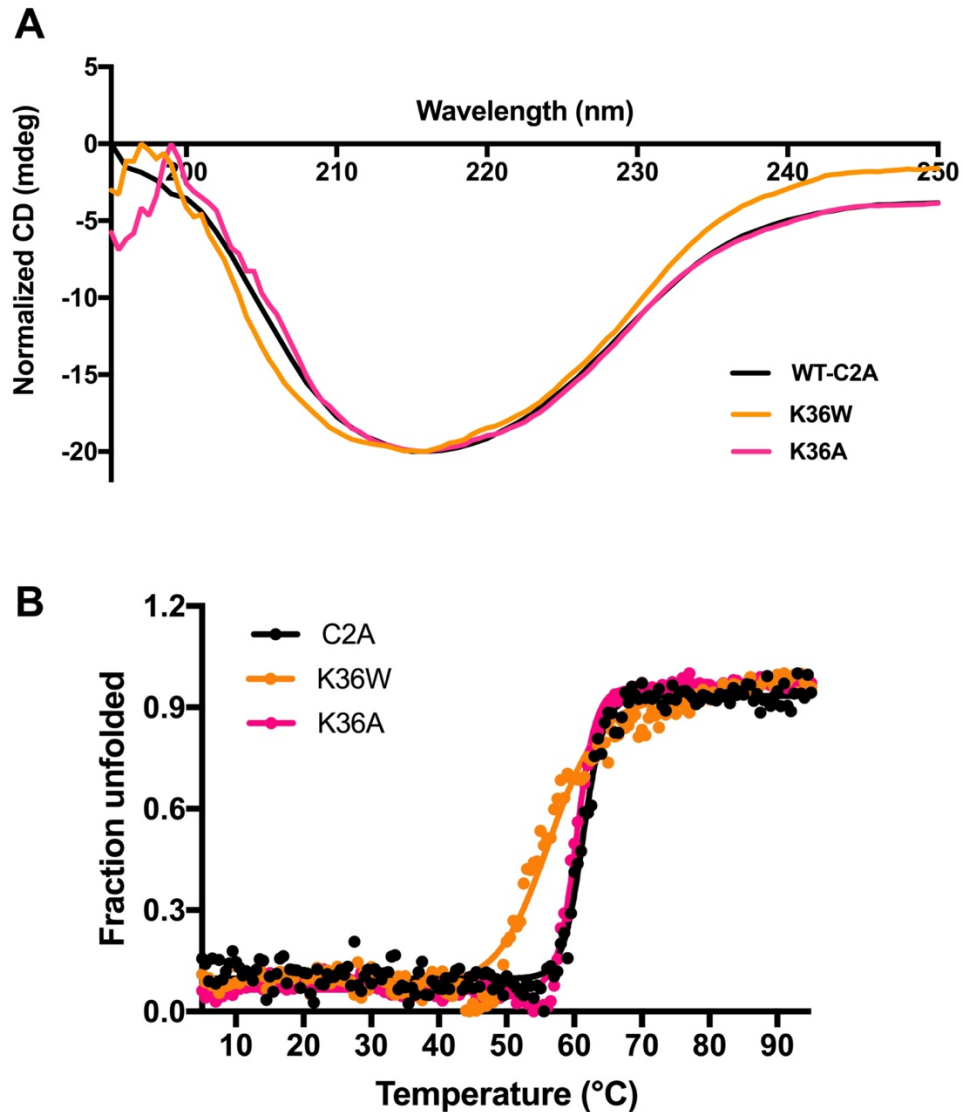 A
Normalized CD (mdeg)
Wavelength (nm)
5
0
-5
-10
-15
-20
200
210
220
230
240
250
WT-C2A
K36W
K36A
B
Fraction unfolded
1.2
0.9
0.6
0.3
0.0
C2A
K36W
K36A
10 20 30 40 50 60 70 80 90
Temperature (°C)